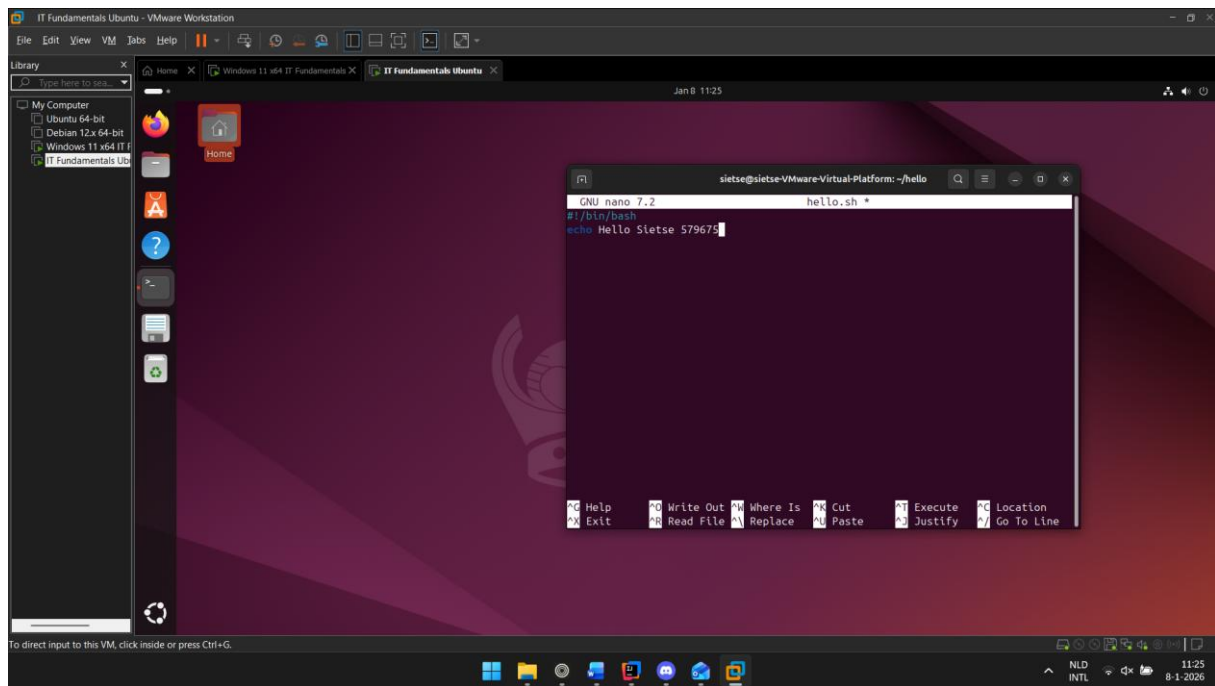 IT Fundamentals Ubuntu - VMware Workstation
File Edit View VM Tabs Help
Library
Type here to sea...
Home
Windows 11 x64 IT Fundamentals
IT Fundamentals Ubuntu
My Computer
Ubuntu 64-bit
Debian 12.x 64-bit
Windows 11 x64 IT F
IT Fundamentals Ub
Jan 8 11:25
Home
sietse@sietse-VMware-Virtual-Platform: ~/hello
GNU nano 7.2 hello.sh *
#!/bin/bash
echo Hello Sietse 579675
^G Help ^O Write Out ^W Where Is ^K Cut ^T Execute ^C Location
^X Exit ^R Read File ^\ Replace ^U Paste ^J Justify ^/ Go To Line
To direct input to this VM, click inside or press Ctrl+G.
NLD
INTL
11:25
8-1-2026